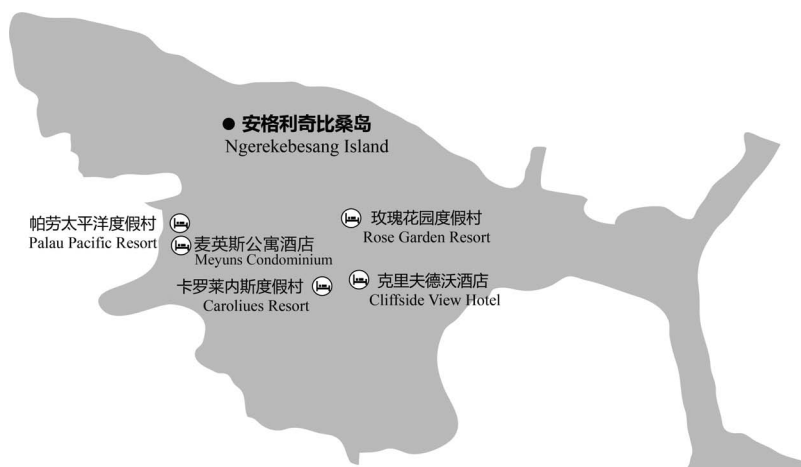 安格利奇比桑岛
Ngerekebesang Island
帕劳太平洋度假村
Palau Pacific Resort
麦英斯公寓酒店
Meyuns Condominium
玫瑰花园度假村
Rose Garden Resort
卡罗莱内斯度假村
Caroliues Resort
克里夫德沃酒店
Cliffside View Hotel